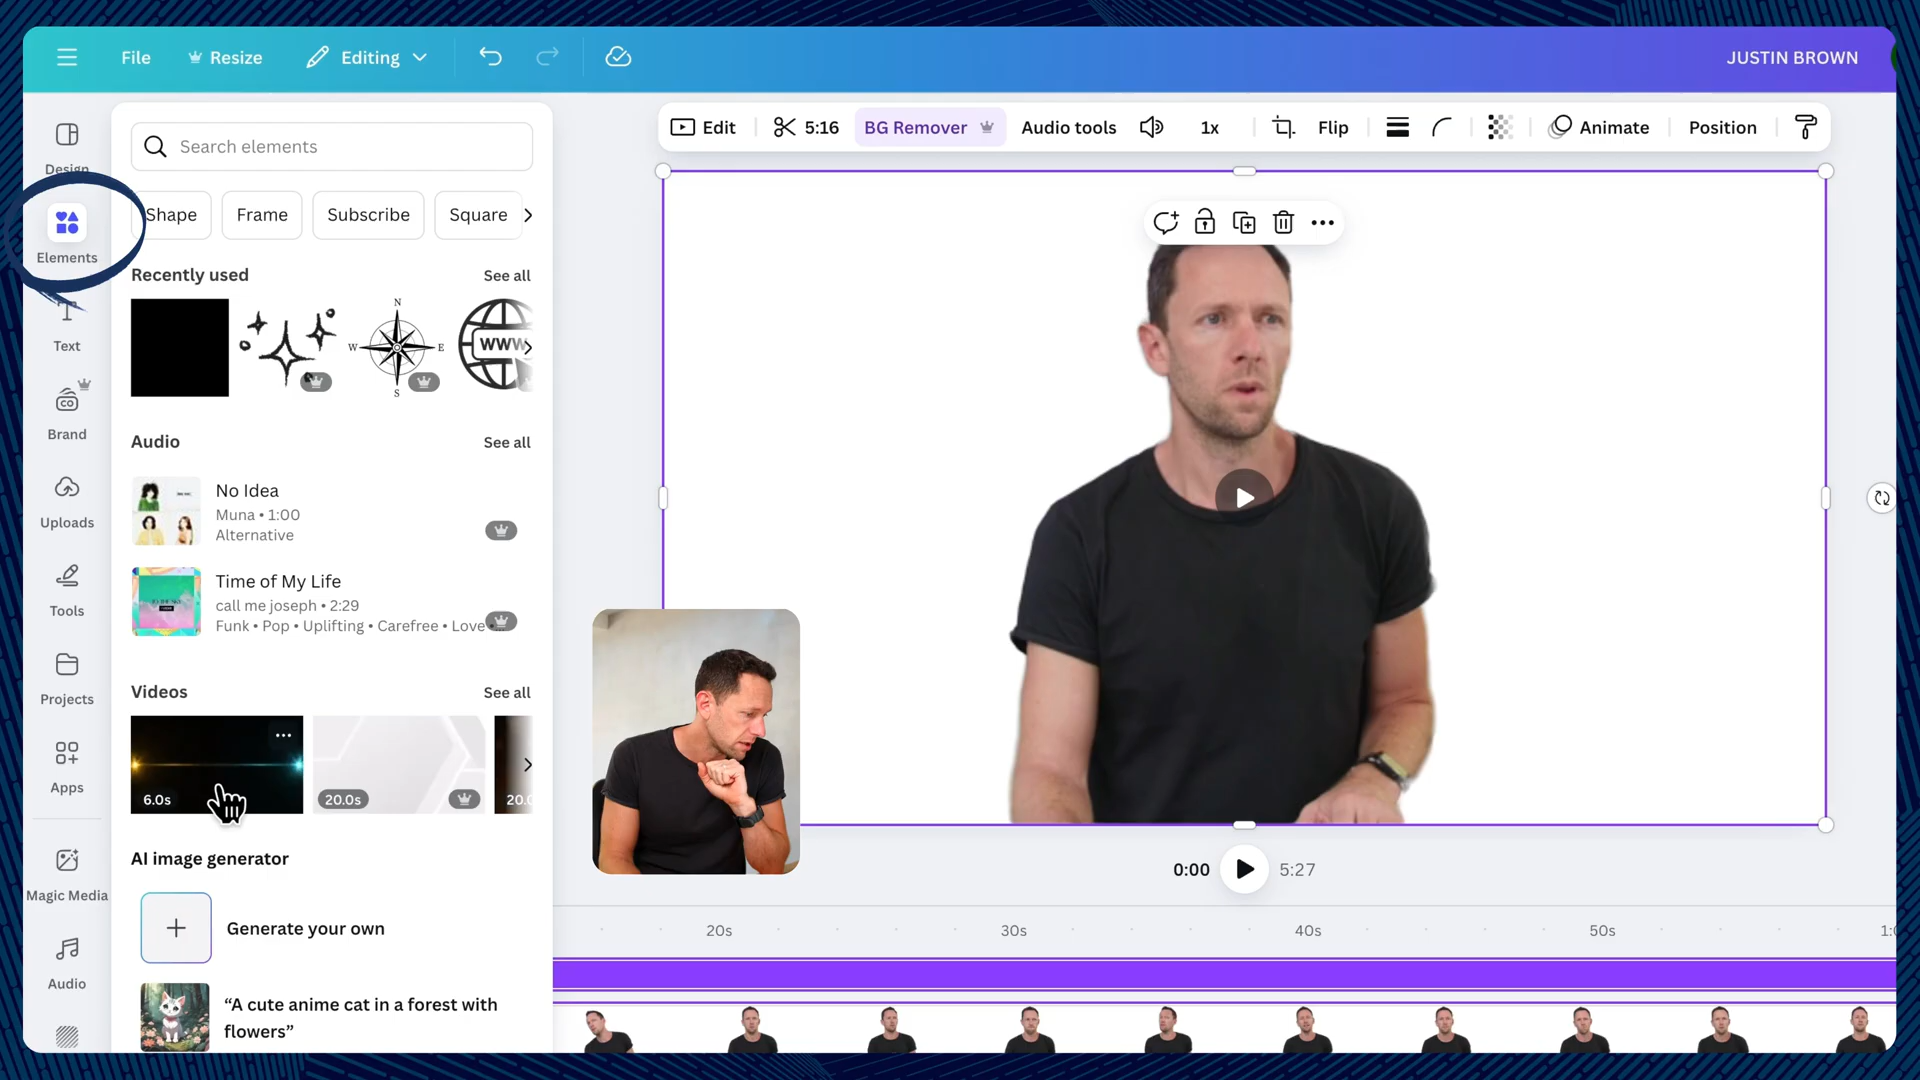 File
Resize
Editing
JUSTIN BROWN
Design
Elements
Text
Brand
CO
Uploads
Tools
Projects
Apps
Magic Media
Audio
Search elements
Shape
Frame
Subscribe
Square
Recently used
See all
N
W E
S
WWW
Audio
See all
No Idea
Muna • 1:00
Alternative
Time of My Life
call me joseph • 2:29
Funk • Pop • Uplifting • Carefree • Love
Videos
See all
6.0s
20.0s
20.0
AI image generator
Generate your own
“A cute anime cat in a forest with
flowers”
Edit
5:16
BG Remover
Audio tools
1x
Flip
Animate
Position
0:00
5:27
20s
30s
40s
50s